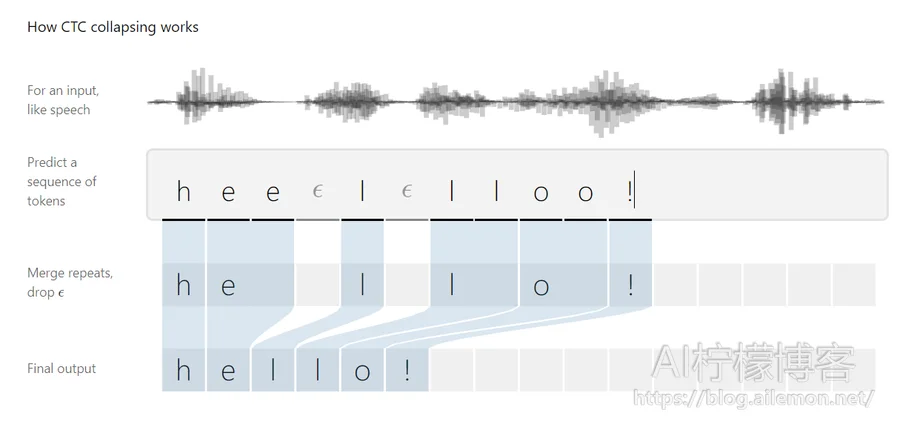 How CTC collapsing works
For an input,
like speech
Predict a
sequence of
tokens
h e e ϵ l ϵ l l o o !
Merge repeats,
drop ϵ
h e l l o !
Final output
h e l l o !
AI柠檬博客
https://blog.ailemon.net/